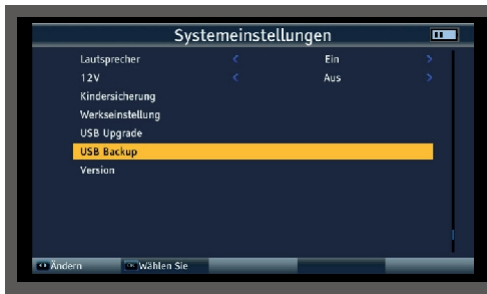 Systemeinstellungen
Lautsprecher < Ein >
12V < Aus >
Kindersicherung
Werkseinstellung
USB Upgrade
USB Backup
Version
Ändern Wählen Sie